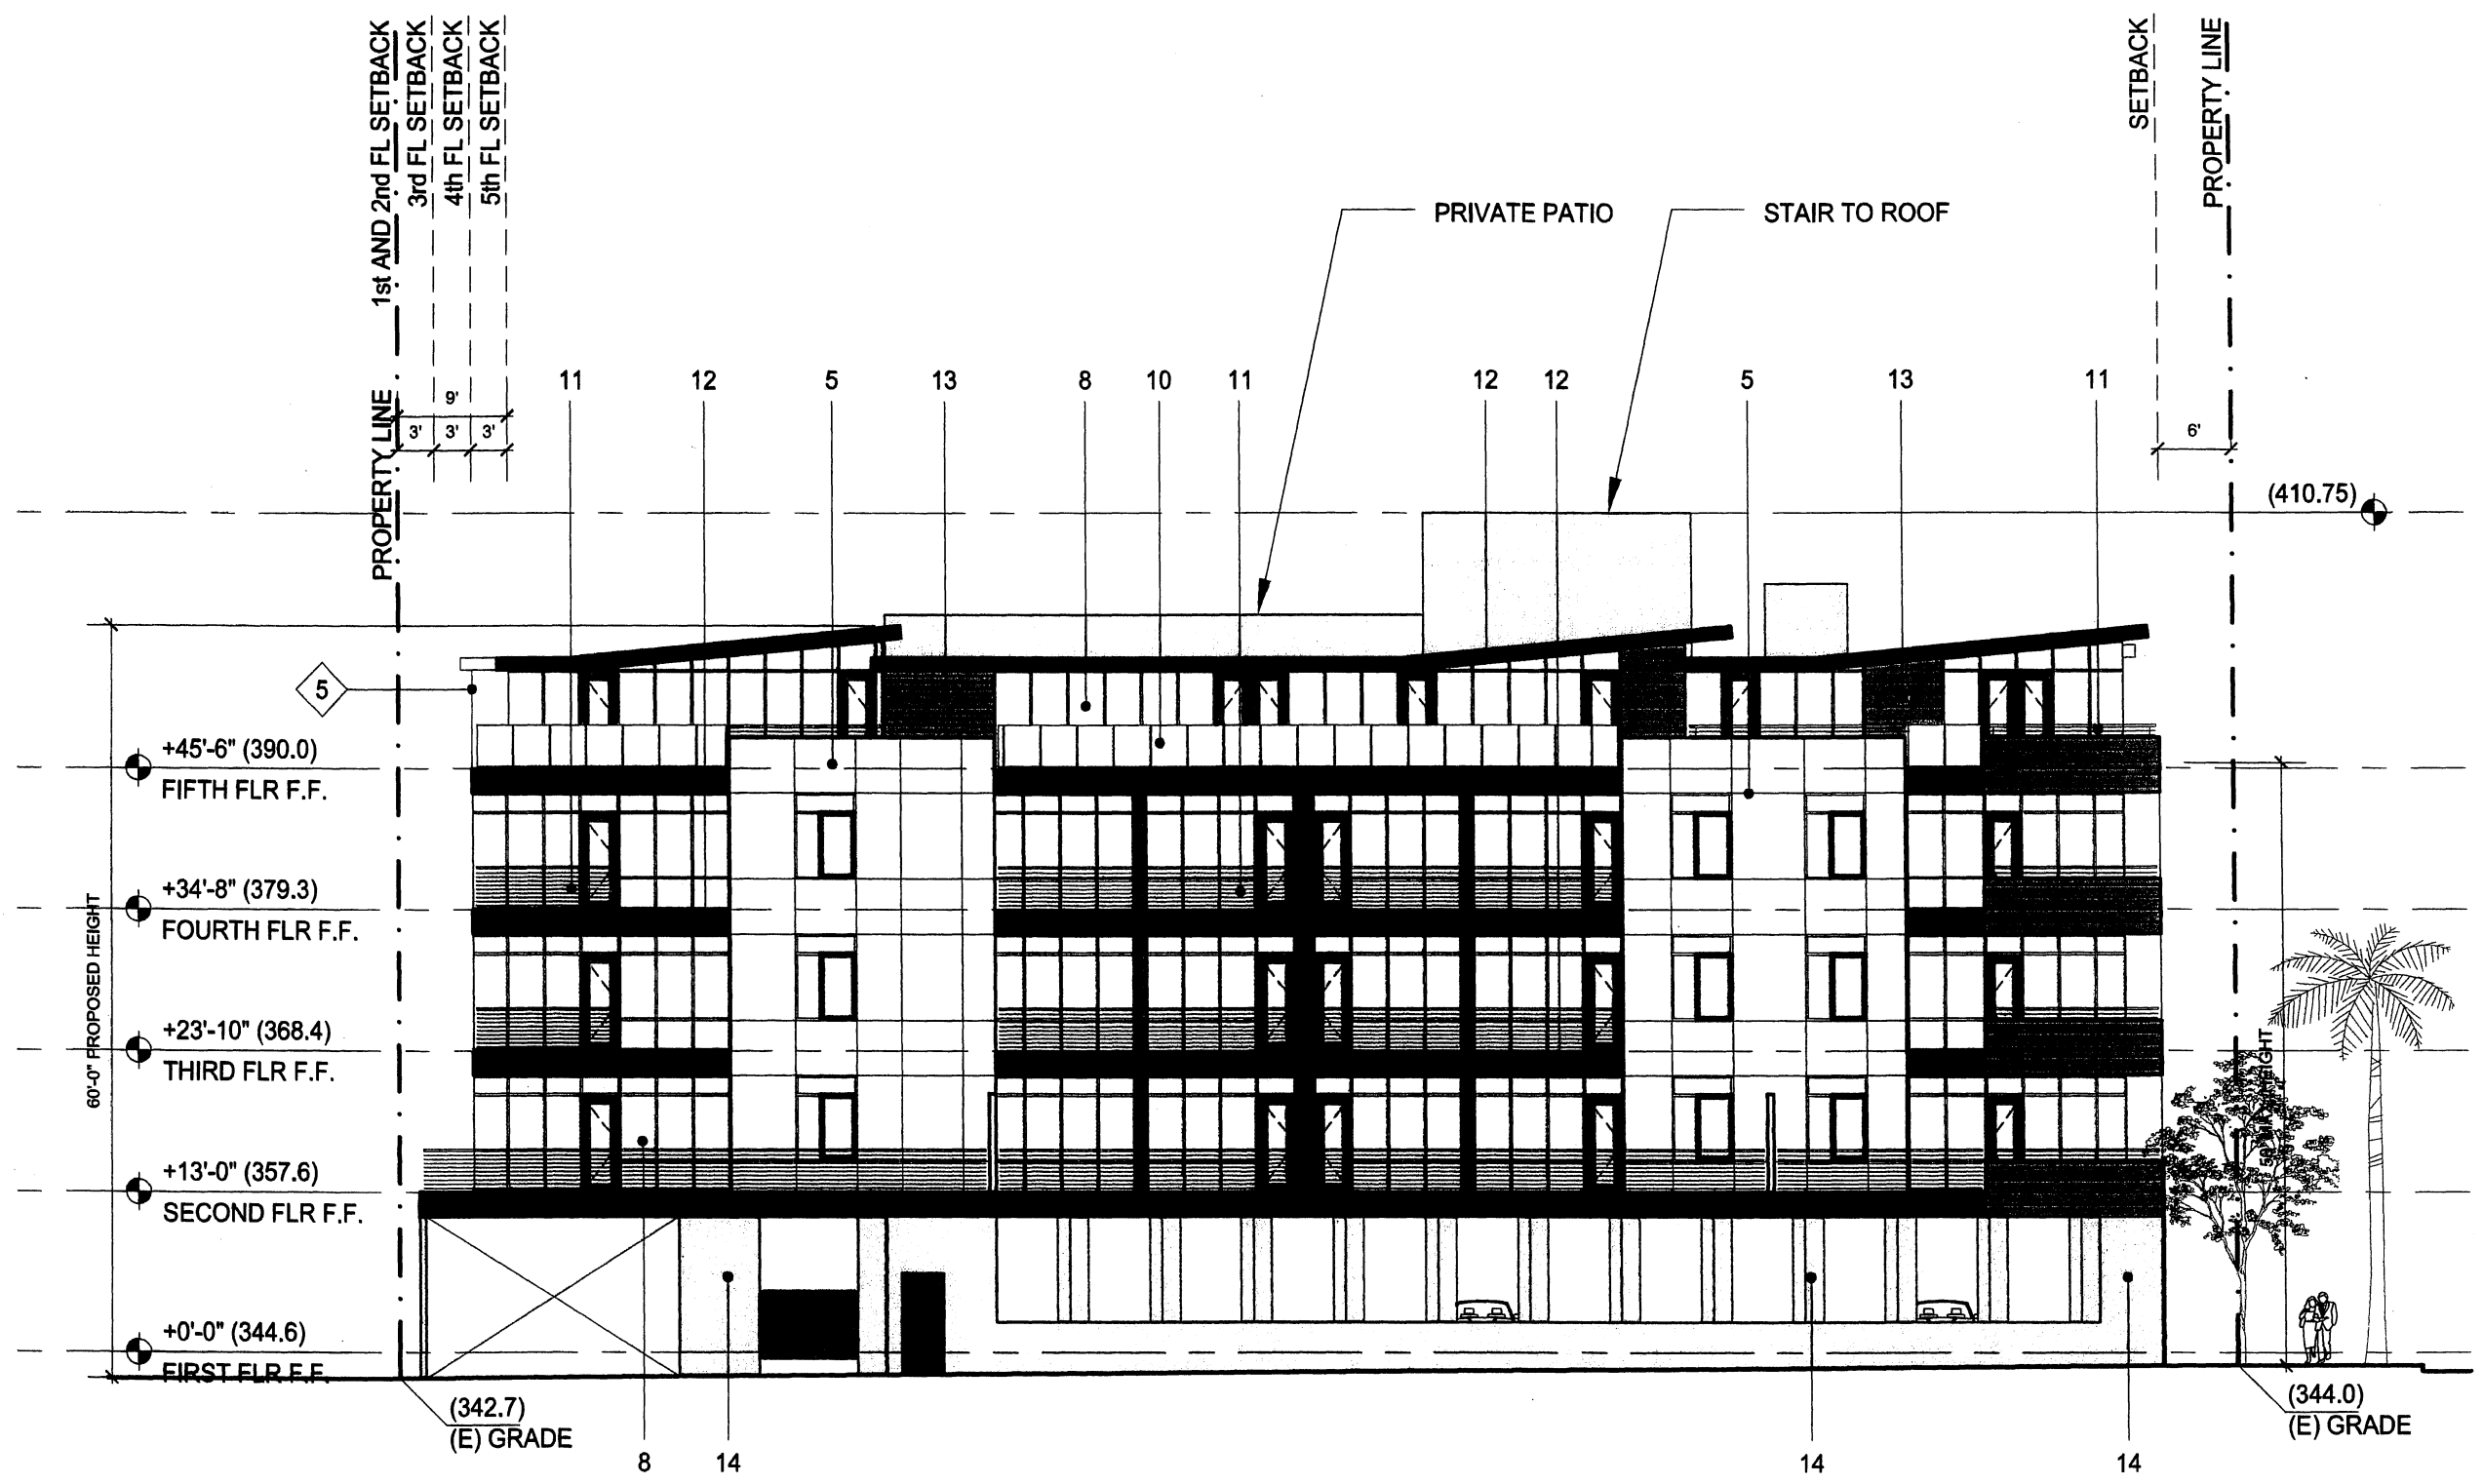 1st AND 2nd FL SETBACK
3rd FL SETBACK
4th FL SETBACK
5th FL SETBACK
SETBACK
PROPERTY LINE
PRIVATE PATIO
STAIR TO ROOF
PROPERTY LINE
11
12
5
13
8
10
11
12
12
5
13
11
9'
3'
3'
3'
6'
(410.75)
5
+45'-6" (390.0)
FIFTH FLR F.F.
+34'-8" (379.3)
FOURTH FLR F.F.
60'-0" PROPOSED HEIGHT
+23'-10" (368.4)
THIRD FLR F.F.
+13'-0" (357.6)
SECOND FLR F.F.
+0'-0" (344.6)
FIRST FLR F.F.
HEIGHT
(342.7)
(E) GRADE
(344.0)
(E) GRADE
8
14
14
14